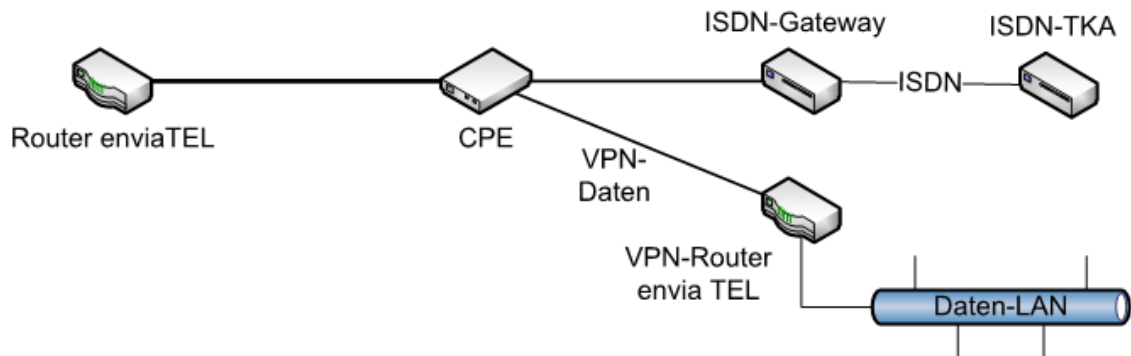 ISDN-Gateway
ISDN-TKA
ISDN
Router enviaTEL
CPE
VPN-
Daten
VPN-Router
envia TEL
Daten-LAN